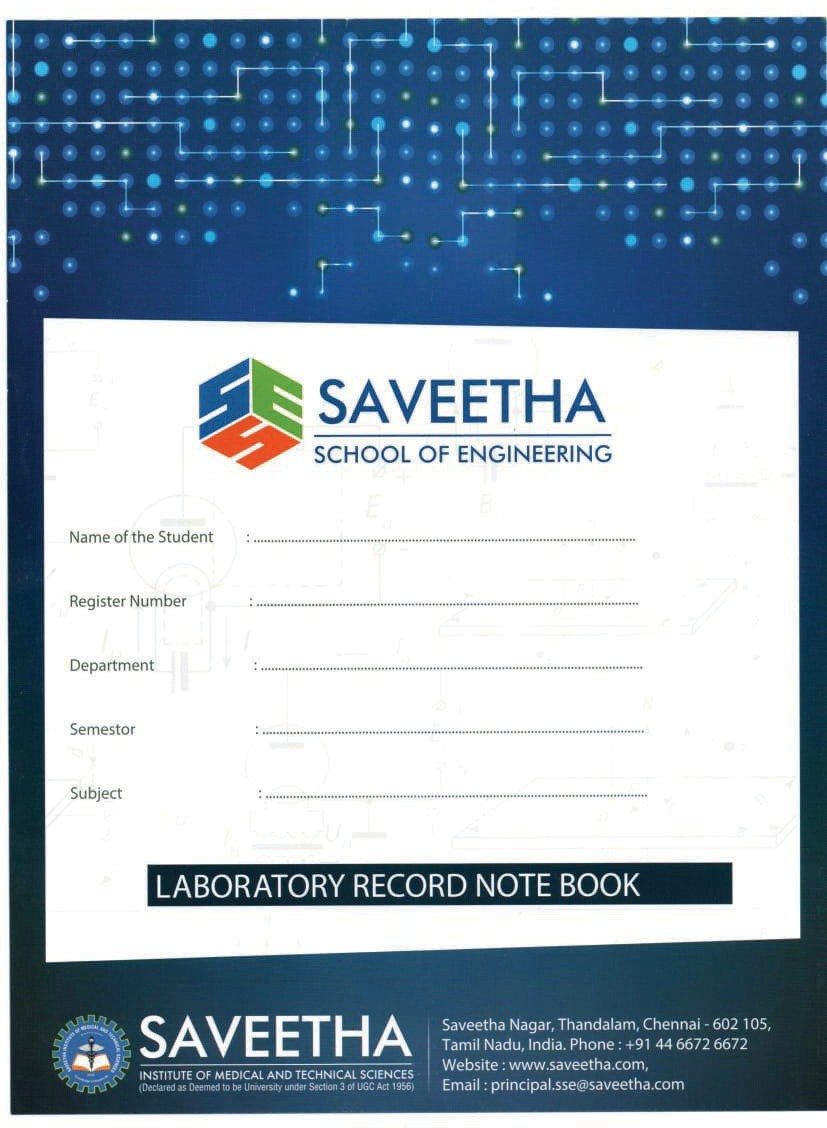 SAVEETHA
SCHOOL OF ENGINEERING
Name of the Student : ................................................
Register Number : ................................................
Department : ................................................
Semestor : ................................................
Subject : ................................................
LABORATORY RECORD NOTE BOOK
SAVEETHA
INSTITUTE OF MEDICAL AND TECHNICAL SCIENCES
(Declared as Deemed to be University under Section 3 of UGC Act 1956)
Saveetha Nagar, Thandalam, Chennai - 602 105,
Tamil Nadu, India. Phone : +91 44 6672 6672
Website : www.saveetha.com,
Email : principal.sse@saveetha.com